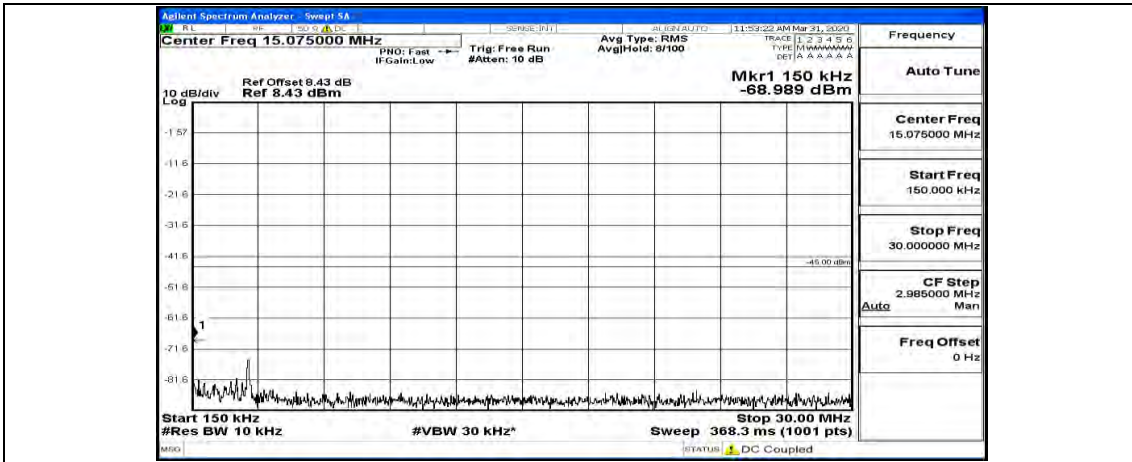 Agilent Spectrum Analyzer - Swept SA
RL RF 50 Ω DC SENSE:INT ALIGN AUTO 11:53:22 AM Mar 31, 2020
Center Freq 15.075000 MHz
PNO: Fast
IFGain:Low
Trig: Free Run
#Atten: 10 dB
Avg Type: RMS
Avg|Hold: 8/100
TRACE 1 2 3 4 5 6
TYPE M WWWWW
DET A A A A A A
Frequency
Auto Tune
Ref Offset 8.43 dB
10 dB/div Ref 8.43 dBm
Log
Mkr1 150 kHz
-68.989 dBm
Center Freq
15.075000 MHz
Start Freq
150.000 kHz
Stop Freq
30.000000 MHz
CF Step
2.985000 MHz
Auto Man
Freq Offset
0 Hz
-1.57
-11.6
-21.6
-31.6
-41.6
-45.00 dBm
-51.6
-61.6
1
-71.6
-81.6
Start 150 kHz Stop 30.00 MHz
#Res BW 10 kHz #VBW 30 kHz* Sweep 368.3 ms (1001 pts)
MSG STATUS DC Coupled